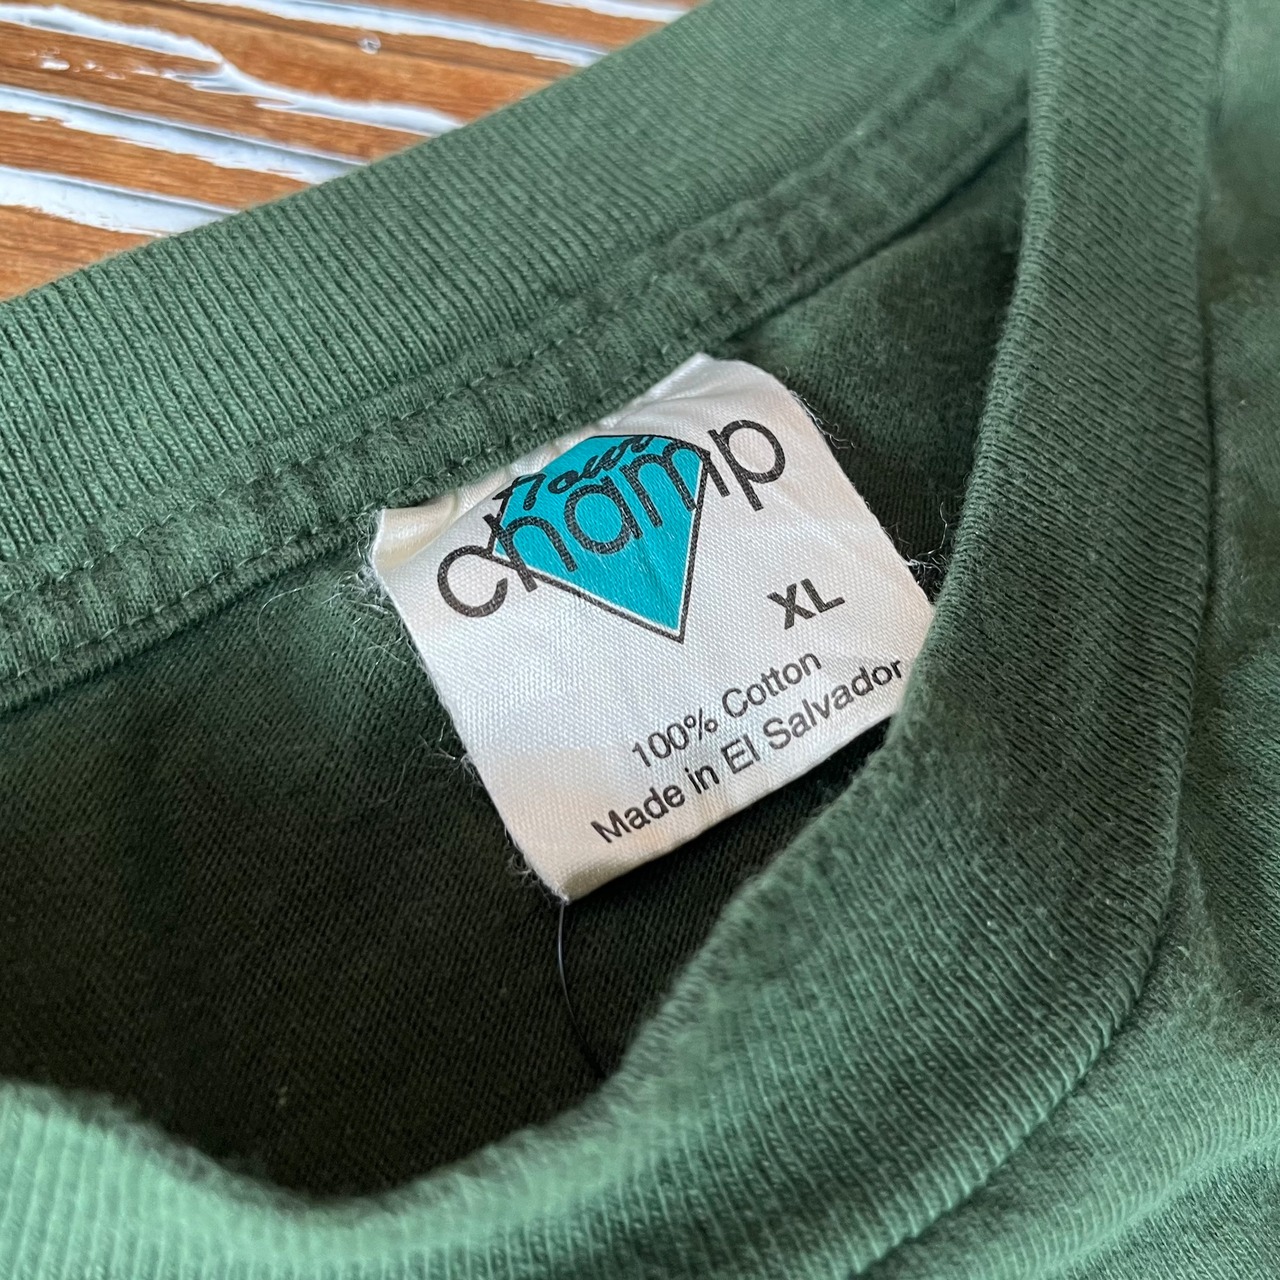 champ
XL
100% Cotton
Made in El Salvador